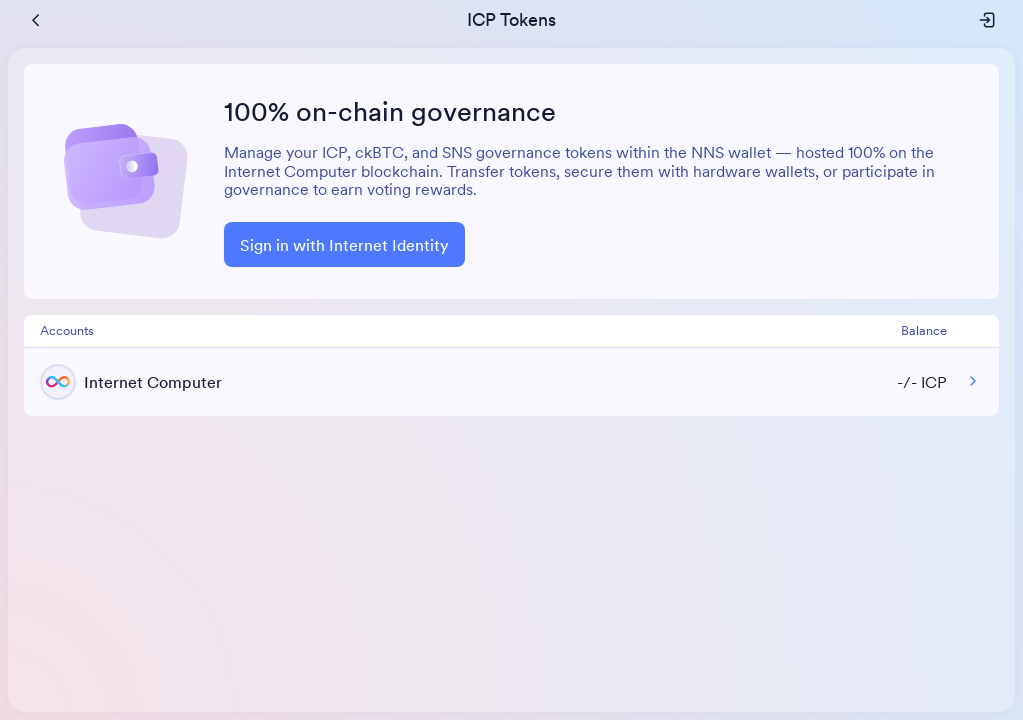 ICP Tokens
100% on-chain governance
Manage your ICP, ckBTC, and SNS governance tokens within the NNS wallet — hosted 100% on the
Internet Computer blockchain. Transfer tokens, secure them with hardware wallets, or participate in
governance to earn voting rewards.
Sign in with Internet Identity
Accounts Balance
Internet Computer -/- ICP